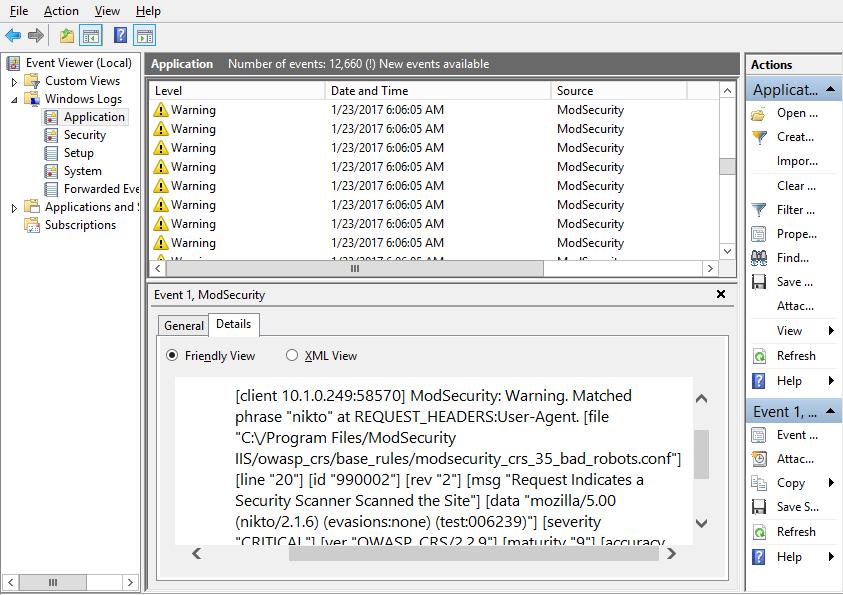 File Action View Help
Event Viewer (Local)
Custom Views
Windows Logs
Application
Security
Setup
System
Forwarded Eve
Applications and S
Subscriptions
Application Number of events: 12,660 (!) New events available
Level Date and Time Source
Warning 1/23/2017 6:06:05 AM ModSecurity
Warning 1/23/2017 6:06:05 AM ModSecurity
Warning 1/23/2017 6:06:05 AM ModSecurity
Warning 1/23/2017 6:06:05 AM ModSecurity
Warning 1/23/2017 6:06:05 AM ModSecurity
Warning 1/23/2017 6:06:05 AM ModSecurity
Warning 1/23/2017 6:06:05 AM ModSecurity
Warning 1/23/2017 6:06:05 AM ModSecurity
Event 1, ModSecurity
General Details
Friendly View XML View
[client 10.1.0.249:58570] ModSecurity: Warning. Matched
phrase "nikto" at REQUEST_HEADERS:User-Agent. [file
"C:\/Program Files/ModSecurity
IIS/owasp_crs/base_rules/modsecurity_crs_35_bad_robots.conf"]
[line "20"] [id "990002"] [rev "2"] [msg "Request Indicates a
Security Scanner Scanned the Site"] [data "mozilla/5.00
(nikto/2.1.6) (evasions:none) (test:006239)"] [severity
"CRITICAL"] [ver "OWASP_CRS/2.2.9"] [maturity "9"] [accuracy
Actions
Applicat...
Open ...
Creat...
Impor...
Clear ...
Filter ...
Prope...
Find...
Save ...
Attac...
View
Refresh
Help
Event 1, ...
Event ...
Attac...
Copy
Save S...
Refresh
Help